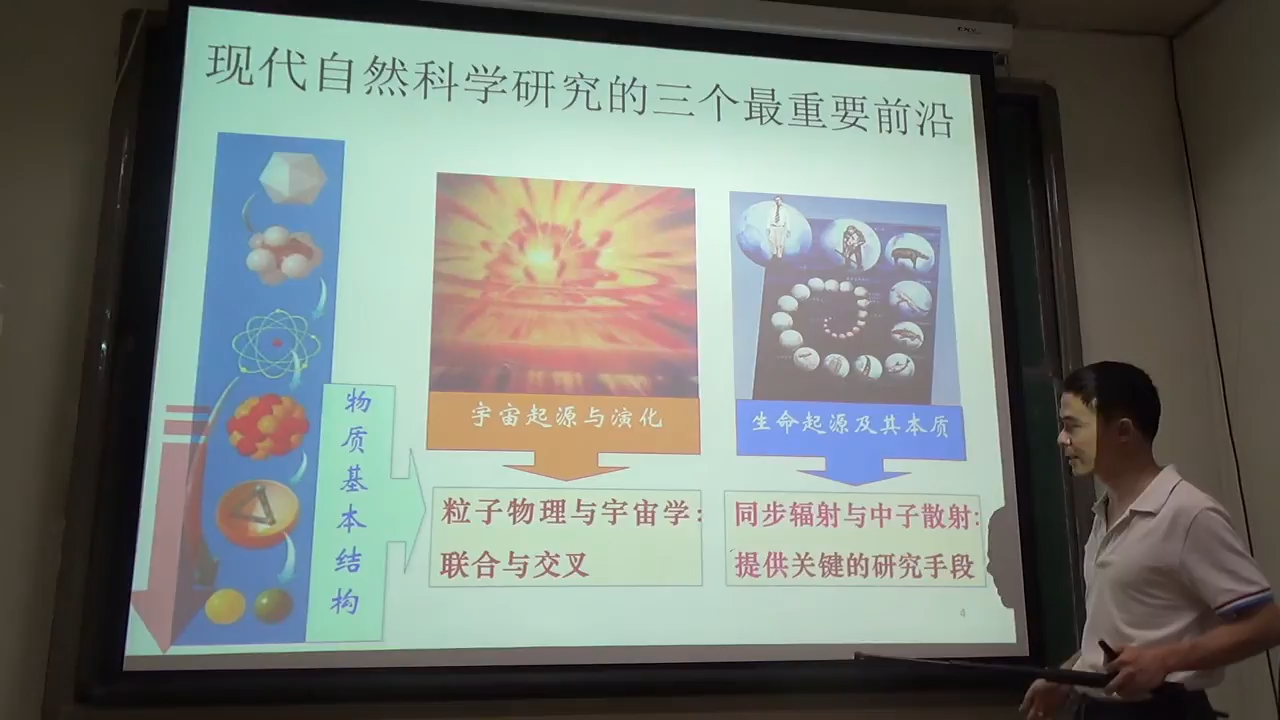 现代自然科学研究的三个最重要前沿
物质基本结构
宇宙起源与演化
粒子物理与宇宙学:
联合与交叉
生命起源及其本质
同步辐射与中子散射:
提供关键的研究手段
4